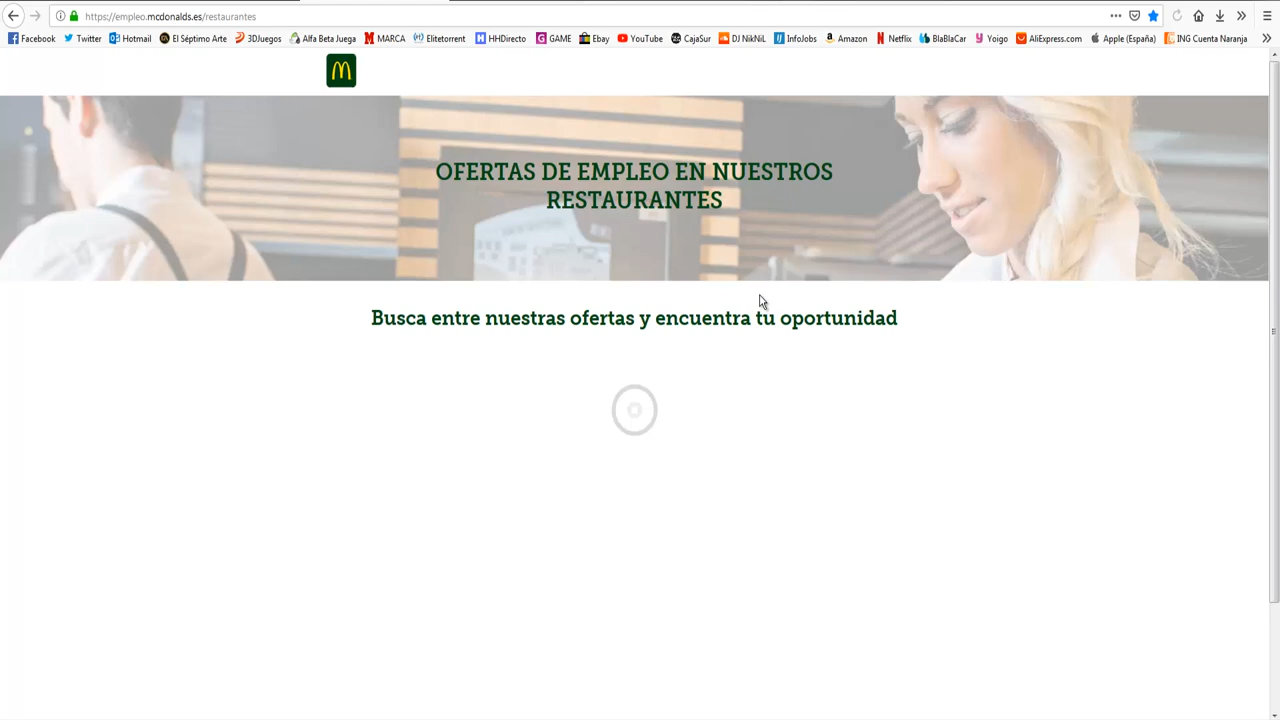 https://empleo.mcdonalds.es/restaurantes
Facebook Twitter Hotmail El Séptimo Arte 3DJuegos Alfa Beta Juega MARCA Elitetorrent HHDirecto GAME Ebay YouTube CajaSur DJ NikNiL InfoJobs Amazon Netflix BlaBlaCar Yoigo AliExpress.com Apple (España) ING Cuenta Naranja
OFERTAS DE EMPLEO EN NUESTROS
RESTAURANTES
Busca entre nuestras ofertas y encuentra tu oportunidad